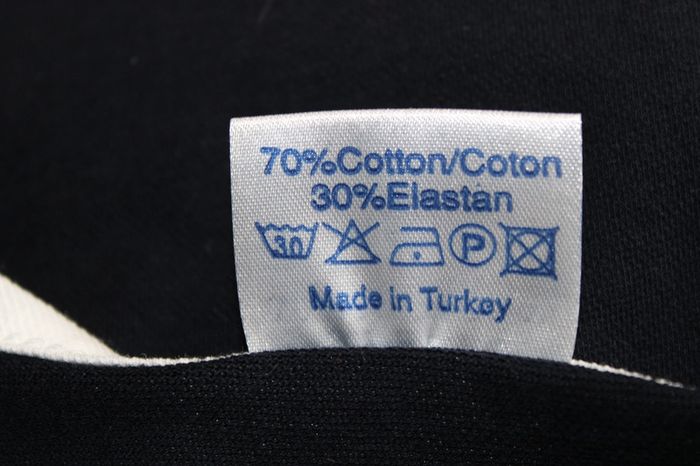 70%Cotton/Coton
30%Elastan
30 P
Made in Turkey